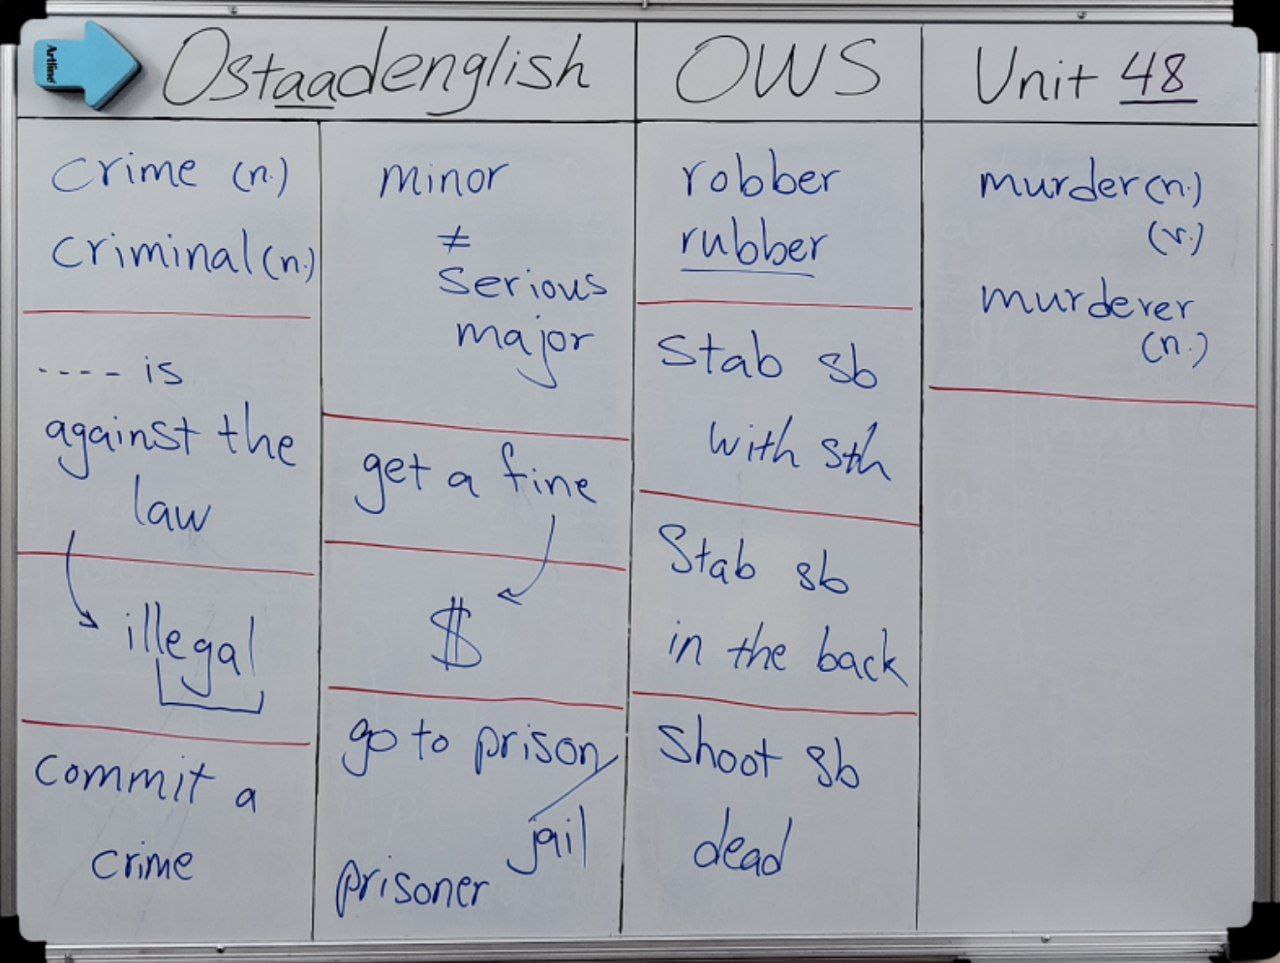 Artline
Ostaadenglish
OWS
Unit 48
crime (n.)
criminal (n.)
---- is
against the
law
illegal
commit a
crime
minor
≠
serious
major
get a fine
$
go to prison/
jail
prisoner
robber
rubber
Stab sb
with sth
Stab sb
in the back
Shoot sb
dead
murder (n.)
(v.)
murderer
(n.)